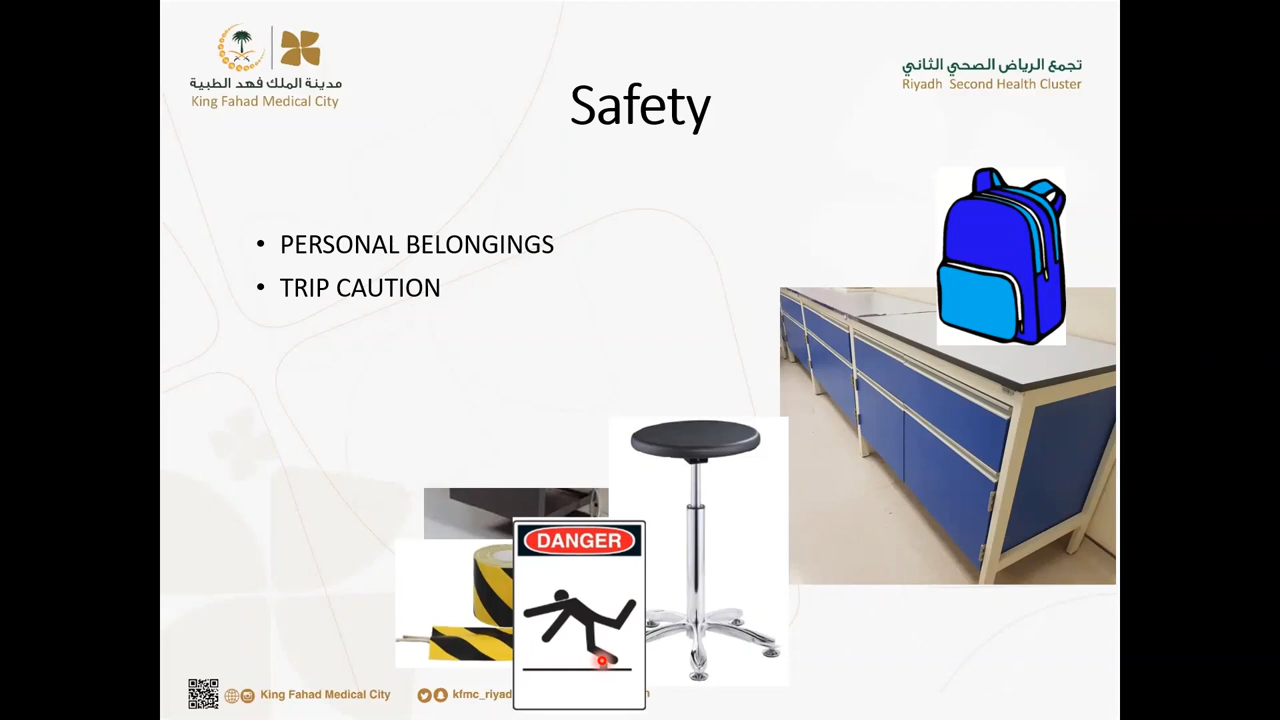 مدينة الملك فهد الطبية
King Fahad Medical City
تجمع الرياض الصحي الثاني
Riyadh Second Health Cluster
Safety
• PERSONAL BELONGINGS
• TRIP CAUTION
DANGER
King Fahad Medical City
kfmc_riyad